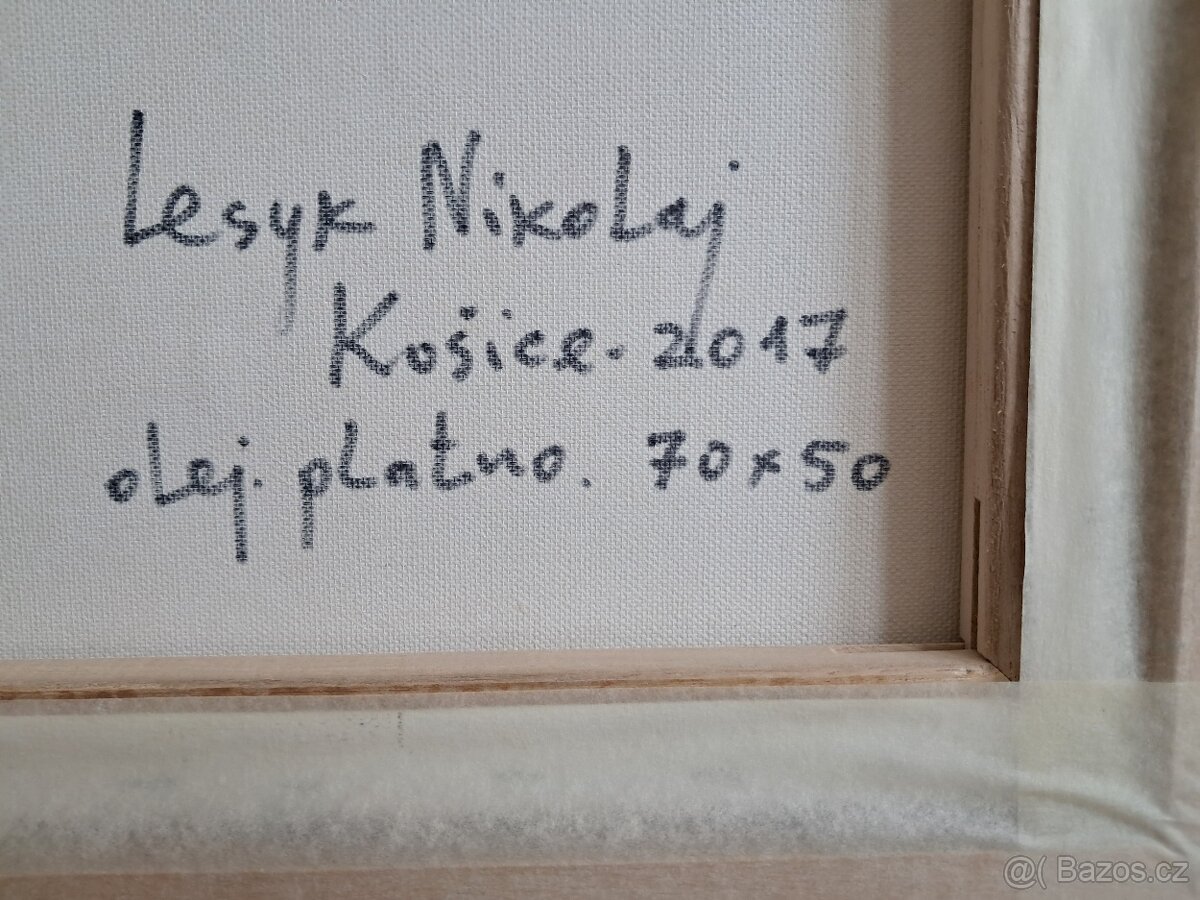 Lesyk Nikolaj
Košice. 2017
olej. platno. 70x50
@( Bazos.cz